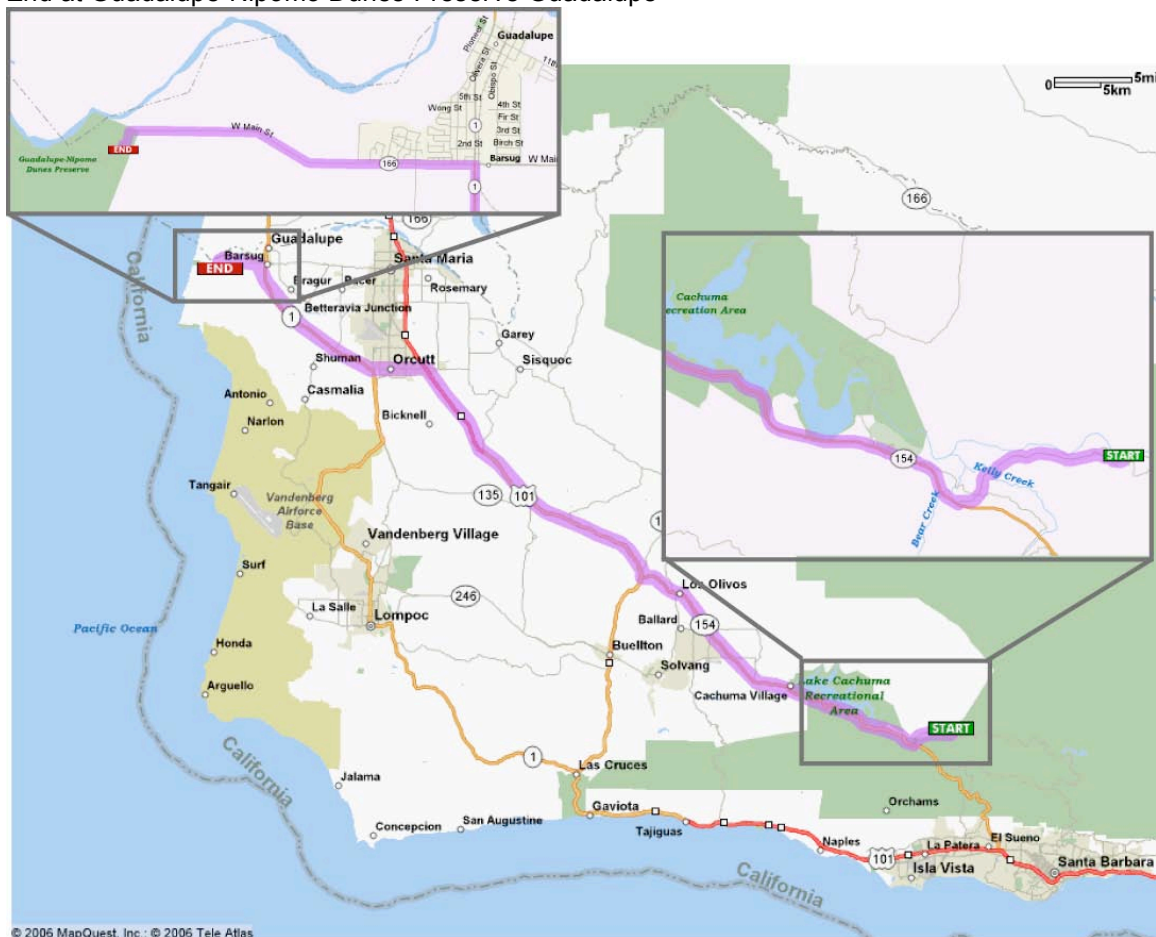 End at Guadalupe-Nipomo Dunes Preserve Guadalupe
Pioneer St
Guadalupe
Olivera St
Obispo St
5th St
Wong St
4th St
Fir St
3rd St
2nd St
Birch St
1
W Main St
END
Guadalupe-Nipomo
Dunes Preserve
166
Barsug
W Main
1
0
5mi
5km
166
166
Guadalupe
Barsug
END
Santa Maria
Bragur
Pacer
Rosemary
Betteravia Junction
1
California
Garey
Shuman
Orcutt
Sisquoc
Antonio
Casmalia
Narlon
Bicknell
Cachuma
ecreation Area
154
Kelly Creek
START
Bear Creek
Tangair
Vandenberg
Airforce
Base
135
101
Vandenberg Village
Surf
246
Los Olivos
La Salle
Lompoc
Ballard
154
Pacific Ocean
Honda
Buellton
Solvang
Arguello
Cachuma Village
Lake Cachuma
Recreational
Area
START
1
Las Cruces
California
Jalama
Gaviota
Orchams
Concepcion
San Augustine
Tajiguas
Naples
El Sueno
La Patera
101
Isla Vista
Santa Barbara
California
© 2006 MapQuest, Inc.; © 2006 Tele Atlas